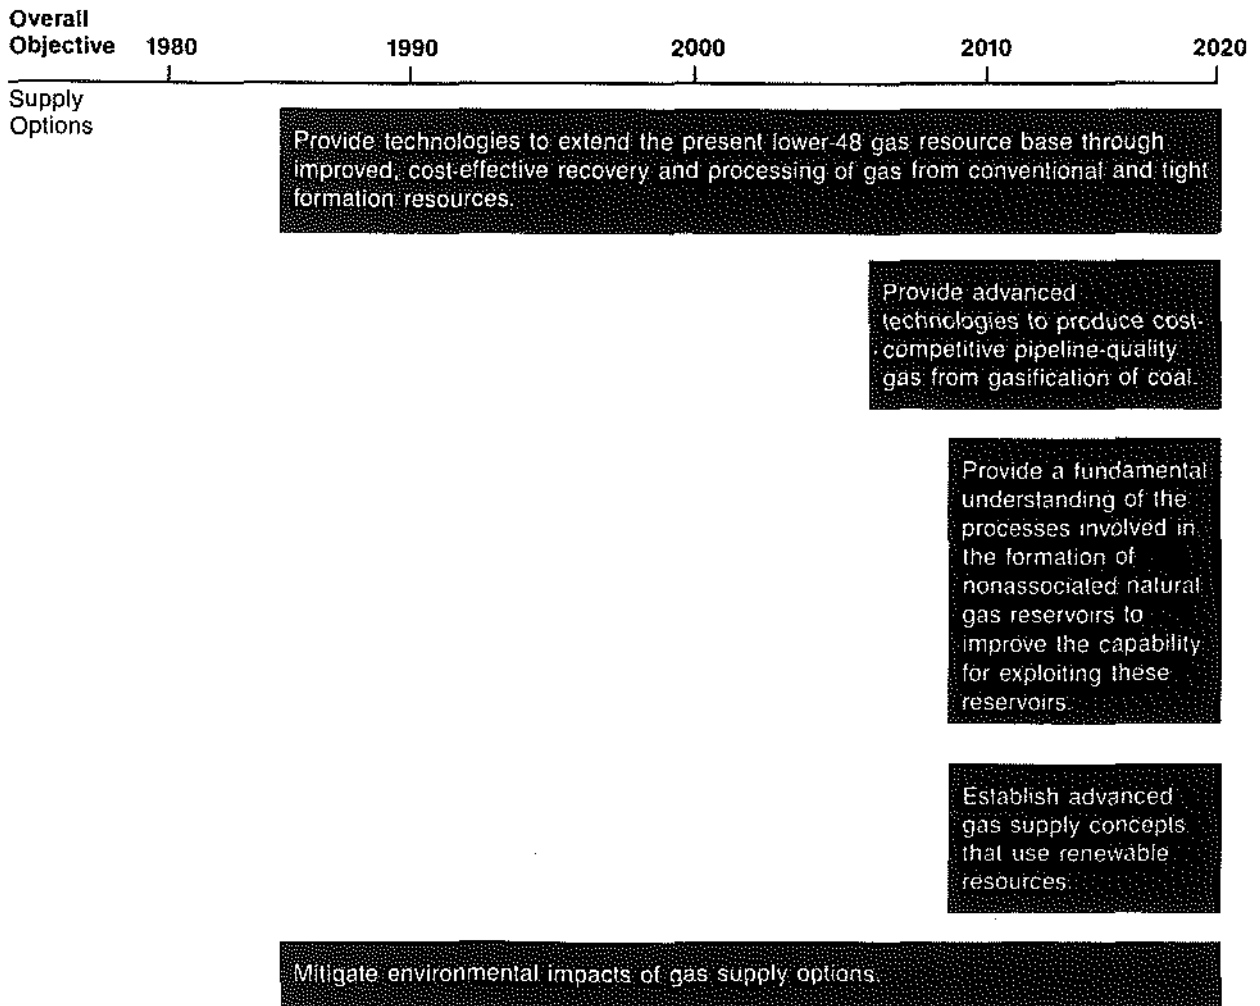 Overall
Objective 1980 1990 2000 2010 2020
Supply
Options
Provide technologies to extend the present lower-48 gas resource base through
improved, cost-effective recovery and processing of gas from conventional and tight
formation resources.
Provide advanced
technologies to produce cost-
competitive pipeline-quality
gas from gasification of coal.
Provide a fundamental
understanding of the
processes involved in
the formation of
nonassociated natural
gas reservoirs to
improve the capability
for exploiting these
reservoirs.
Establish advanced
gas supply concepts
that use renewable
resources.
Mitigate environmental impacts of gas supply options.